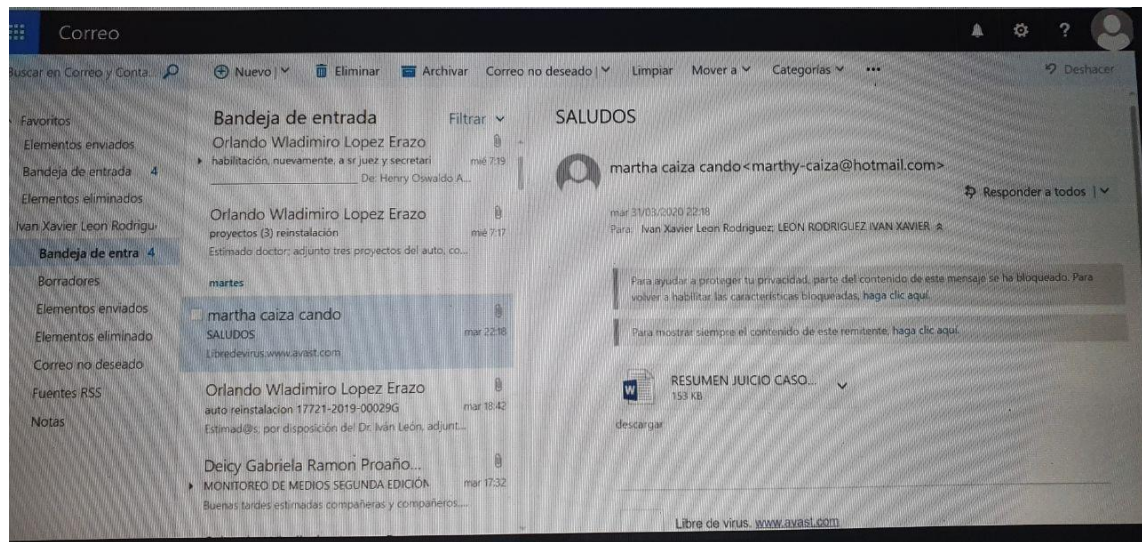 Correo
Buscar en Correo y Conta...
Nuevo | Eliminar Archivar Correo no deseado | Limpiar Mover a Categorías ••• Deshacer
Favoritos
Elementos enviados
Bandeja de entrada 4
Elementos eliminados
Ivan Xavier Leon Rodrigu
Bandeja de entra 4
Borradores
Elementos enviados
Elementos eliminado
Correo no deseado
Fuentes RSS
Notas
Bandeja de entrada Filtrar
Orlando Wladimiro Lopez Erazo
habilitación, nuevamente, a sr juez y secretari mié 7:19
De: Henry Oswaldo A...
Orlando Wladimiro Lopez Erazo
proyectos (3) reinstalación mié 7:17
Estimado doctor: adjunto tres proyectos del auto, co...
martes
martha caiza cando
SALUDOS mar 22:18
Libredevirus.www.avast.com
Orlando Wladimiro Lopez Erazo
auto reinstalacion 17721-2019-00029G mar 18:42
Estimad@s: por disposición del Dr. Iván León, adjunt...
Deicy Gabriela Ramon Proaño...
MONITOREO DE MEDIOS SEGUNDA EDICIÓN mar 17:32
Buenas tardes estimadas compañeras y compañeros....
SALUDOS
martha caiza cando<marthy-caiza@hotmail.com>
Responder a todos |
mar 31/03/2020 22:18
Para: Ivan Xavier Leon Rodriguez; LEON RODRIGUEZ IVAN XAVIER
Para ayudar a proteger tu privacidad, parte del contenido de este mensaje se ha bloqueado. Para
volver a habilitar las características bloqueadas, haga clic aquí.
Para mostrar siempre el contenido de este remitente, haga clic aquí.
RESUMEN JUICIO CASO...
153 KB
descargar
Libre de virus. www.avast.com